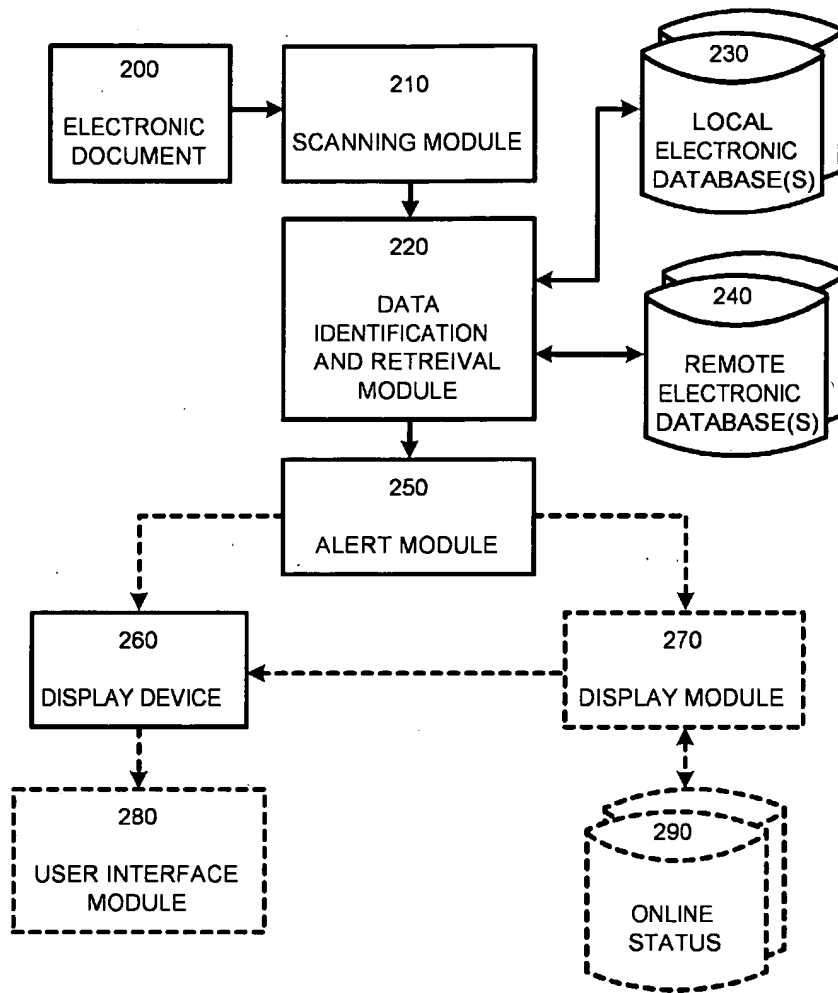 200
ELECTRONIC
DOCUMENT
210
SCANNING MODULE
230
LOCAL
ELECTRONIC
DATABASE(S)
220
DATA
IDENTIFICATION
AND RETREIVAL
MODULE
240
REMOTE
ELECTRONIC
DATABASE(S)
250
ALERT MODULE
260
DISPLAY DEVICE
270
DISPLAY MODULE
280
USER INTERFACE
MODULE
290
ONLINE
STATUS